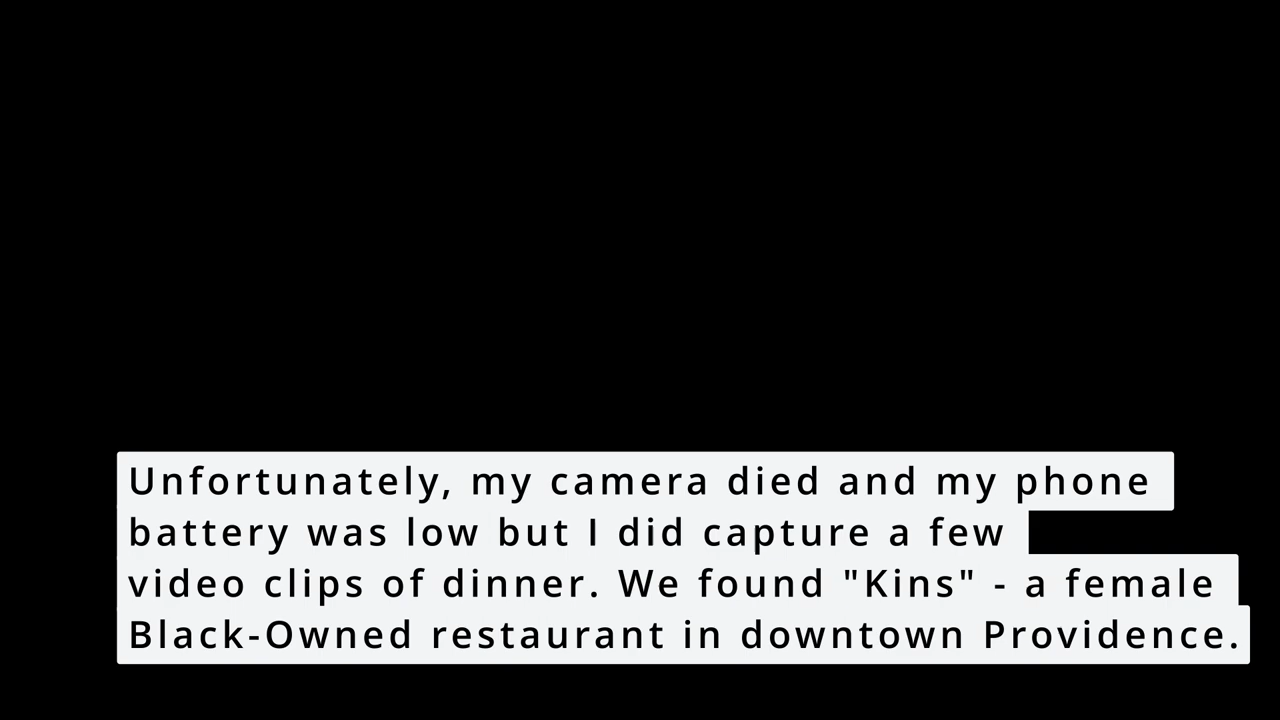 Unfortunately, my camera died and my phone
battery was low but I did capture a few
video clips of dinner. We found "Kins" - a female
Black-Owned restaurant in downtown Providence.